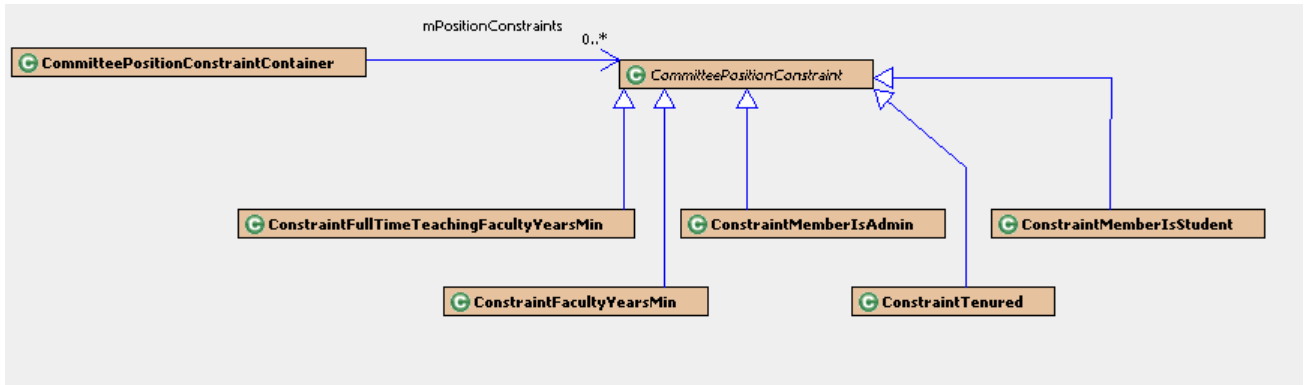 mPositionConstraints
0..*
CommitteePositionConstraintContainer
CommitteePositionConstraint
ConstraintFullTimeTeachingFacultyYearsMin
ConstraintMemberIsAdmin
ConstraintMemberIsStudent
ConstraintFacultyYearsMin
ConstraintTenured